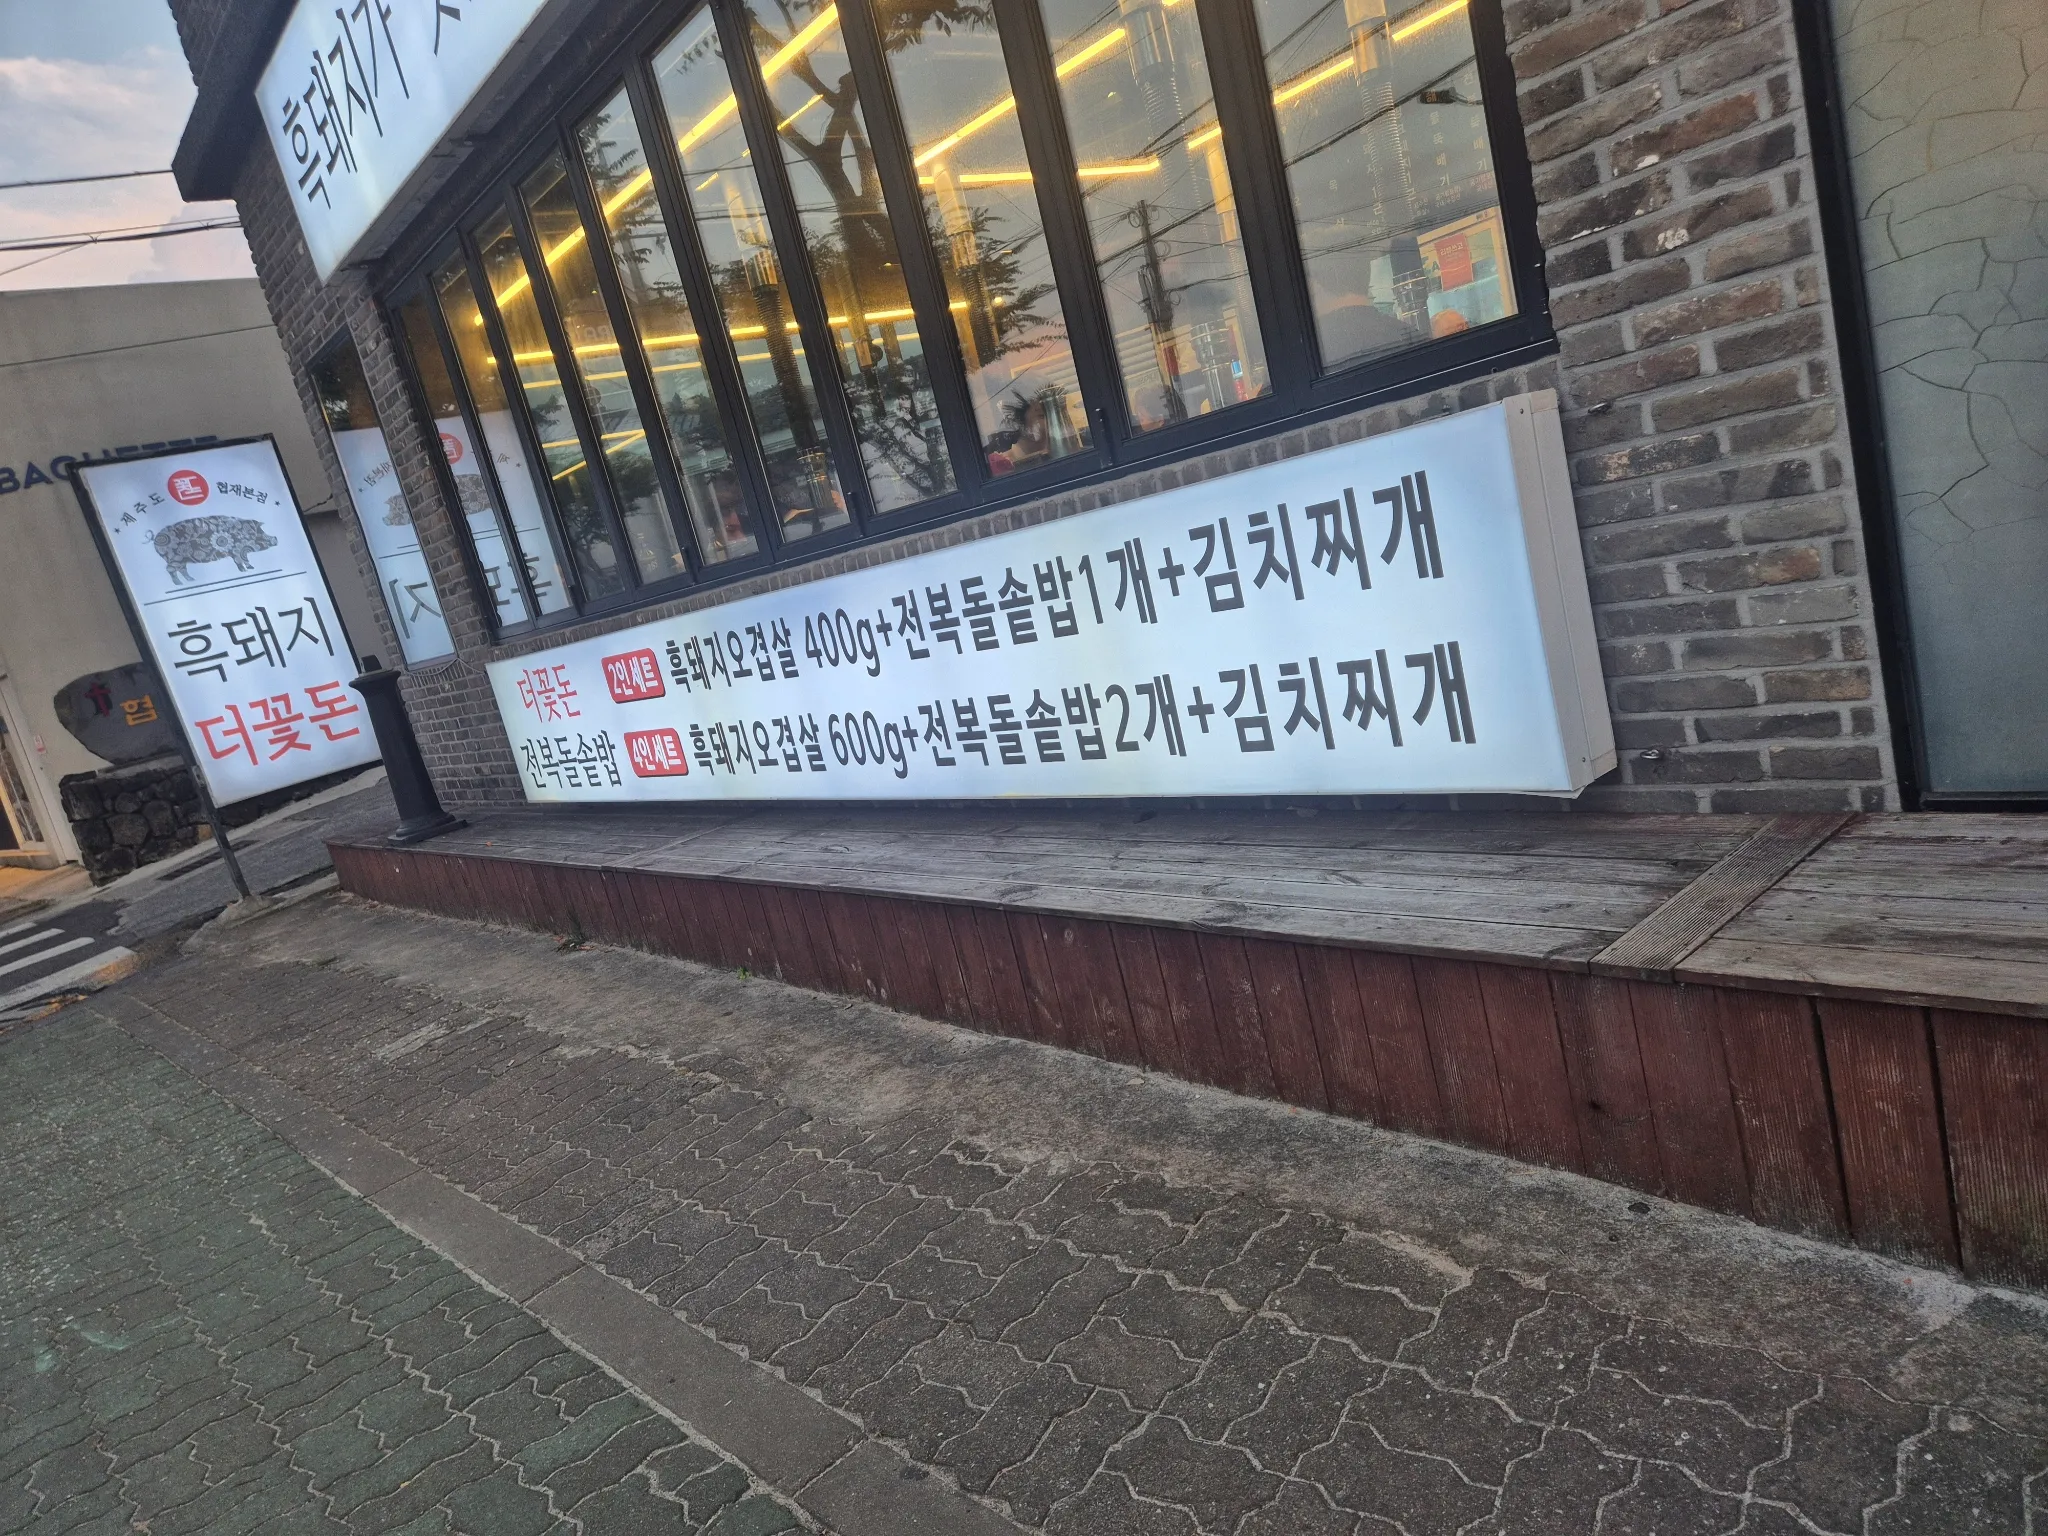 흑돼지가
BAGUETTE
제주도 꽃돈 협재본점
흑돼지
더꽃돈
협
더꽃돈 2인세트 흑돼지오겹살 400g+전복돌솥밥1개+김치찌개
전복돌솥밥 4인세트 흑돼지오겹살 600g+전복돌솥밥2개+김치찌개